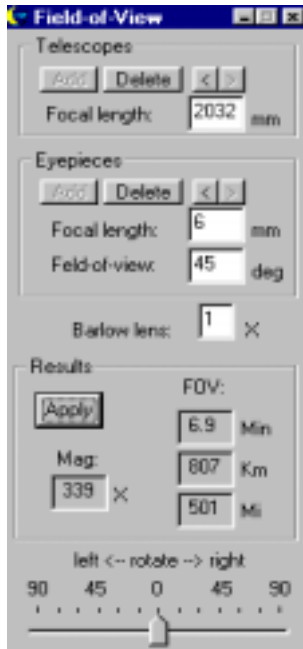 Field-of-View
Telescopes
Add Delete < >
Focal length: 2032 mm
Eyepieces
Add Delete < >
Focal length: 6 mm
Feld-of-view: 45 deg
Barlow lens: 1 X
Results
FOV:
Apply
6.9 Min
Mag:
807 Km
339 X
501 Mi
left <-- rotate --> right
90 45 0 45 90